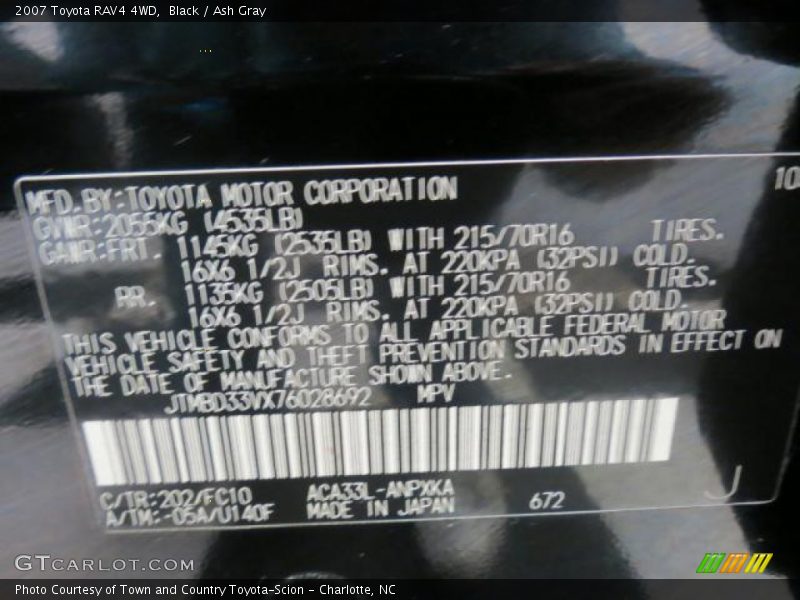 2007 Toyota RAV4 4WD, Black / Ash Gray
10
MFD.BY:TOYOTA MOTOR CORPORATION
GVWR:2055KG (4535LB)
GAWR:FRT. 1145KG (2535LB) WITH 215/70R16 TIRES.
16X6 1/2J RIMS. AT 220KPA (32PSI) COLD.
RR. 1135KG (2505LB) WITH 215/70R16 TIRES.
16X6 1/2J RIMS. AT 220KPA (32PSI) COLD.
THIS VEHICLE CONFORMS TO ALL APPLICABLE FEDERAL MOTOR
VEHICLE SAFETY AND THEFT PREVENTION STANDARDS IN EFFECT ON
THE DATE OF MANUFACTURE SHOWN ABOVE.
JTMBD33VX76028692 MPV
C/TR:202/FC10 ACA33L-ANPXKA 672 J
A/TM:-05A/U140F MADE IN JAPAN
GTCARLOT.COM
Photo Courtesy of Town and Country Toyota-Scion - Charlotte, NC